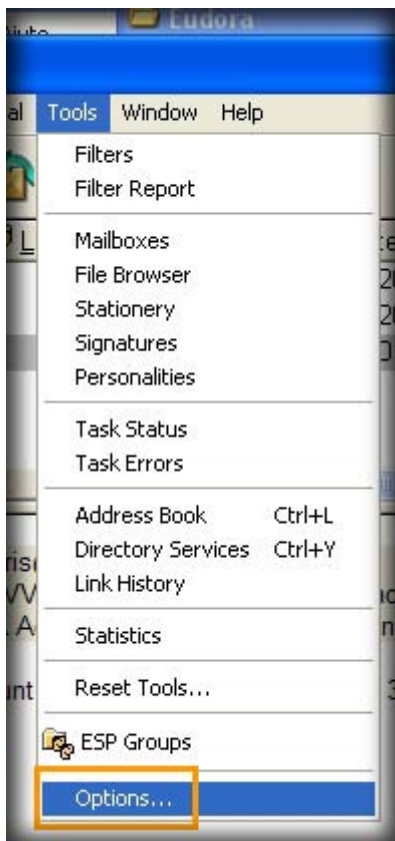 Eudora
al Tools Window Help
Filters
Filter Report
Mailboxes
File Browser
Stationery
Signatures
Personalities
Task Status
Task Errors
Address Book Ctrl+L
Directory Services Ctrl+Y
Link History
Statistics
Reset Tools...
ESP Groups
Options...